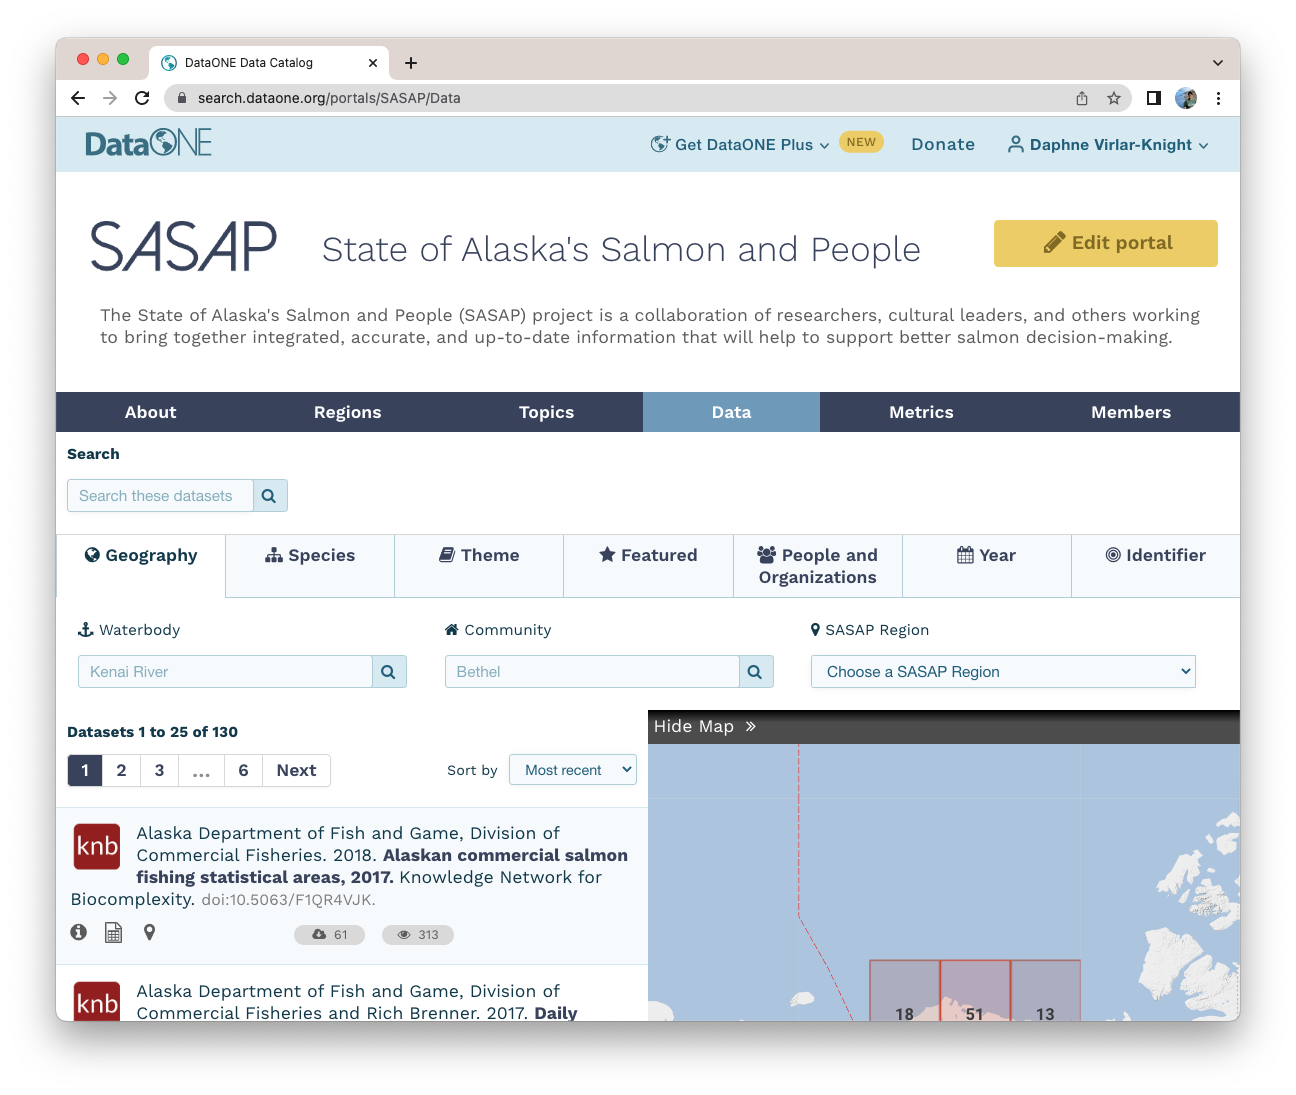 DataONE Data Catalog
search.dataone.org/portals/SASAP/Data
DataONE
Get DataONE Plus
NEW
Donate
Daphne Virlar-Knight
SASAP
State of Alaska's Salmon and People
Edit portal
The State of Alaska's Salmon and People (SASAP) project is a collaboration of researchers, cultural leaders, and others working
to bring together integrated, accurate, and up-to-date information that will help to support better salmon decision-making.
About
Regions
Topics
Data
Metrics
Members
Search
Search these datasets
Geography
Species
Theme
Featured
People and
Organizations
Year
Identifier
Waterbody
Community
SASAP Region
Kenai River
Bethel
Choose a SASAP Region
Datasets 1 to 25 of 130
Hide Map »
1 2 3 ... 6 Next
Sort by
Most recent
knb
Alaska Department of Fish and Game, Division of
Commercial Fisheries. 2018. Alaskan commercial salmon
fishing statistical areas, 2017. Knowledge Network for
Biocomplexity. doi:10.5063/F1QR4VJK.
61
313
knb
Alaska Department of Fish and Game, Division of
Commercial Fisheries and Rich Brenner. 2017. Daily
18
51
13